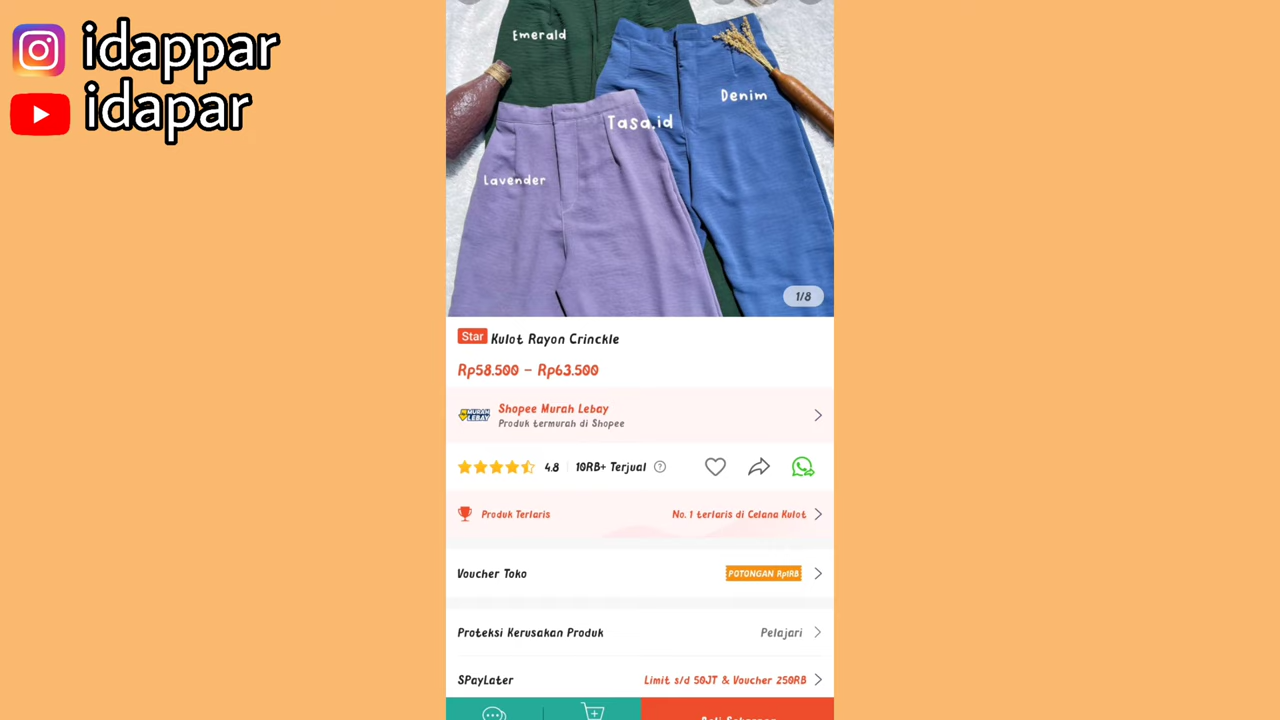 idappar
idapar
Emerald
Denim
Tasa.id
Lavender
1/8
Star Kulot Rayon Crinckle
Rp58.500 - Rp63.500
MURAH LEBAY
Shopee Murah Lebay
Produk termurah di Shopee
4.8 10RB+ Terjual ?
Produk Terlaris No. 1 terlaris di Celana Kulot
Voucher Toko POTONGAN Rp1RB
Proteksi Kerusakan Produk Pelajari
SPayLater Limit s/d 50JT & Voucher 250RB